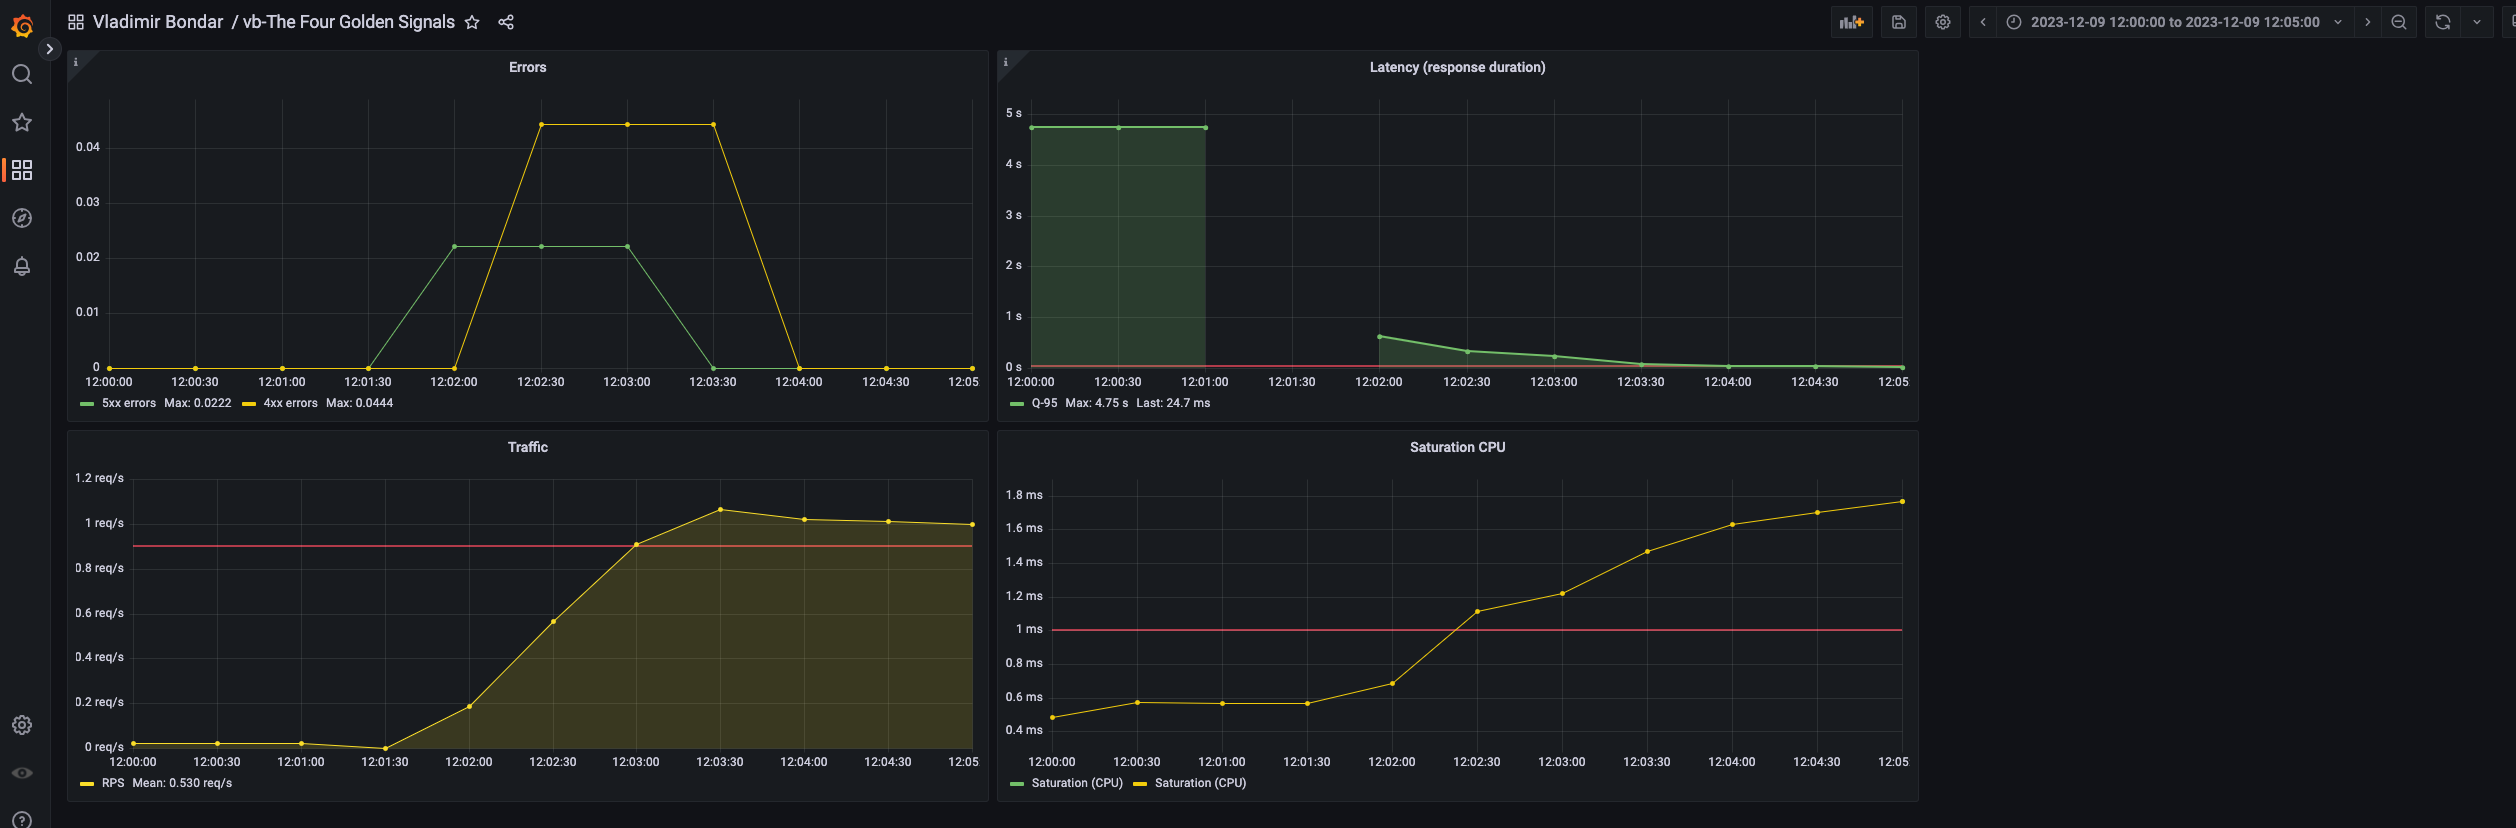 Vladimir Bondar / vb-The Four Golden Signals
2023-12-09 12:00:00 to 2023-12-09 12:05:00
Errors
0.04
0.03
0.02
0.01
0
12:00:00 12:00:30 12:01:00 12:01:30 12:02:00 12:02:30 12:03:00 12:03:30 12:04:00 12:04:30 12:05
5xx errors Max: 0.0222 4xx errors Max: 0.0444
Latency (response duration)
5 s
4 s
3 s
2 s
1 s
0 s
12:00:00 12:00:30 12:01:00 12:01:30 12:02:00 12:02:30 12:03:00 12:03:30 12:04:00 12:04:30 12:05
Q-95 Max: 4.75 s Last: 24.7 ms
Traffic
1.2 req/s
1 req/s
0.8 req/s
0.6 req/s
0.4 req/s
0.2 req/s
0 req/s
12:00:00 12:00:30 12:01:00 12:01:30 12:02:00 12:02:30 12:03:00 12:03:30 12:04:00 12:04:30 12:05
RPS Mean: 0.530 req/s
Saturation CPU
1.8 ms
1.6 ms
1.4 ms
1.2 ms
1 ms
0.8 ms
0.6 ms
0.4 ms
12:00:00 12:00:30 12:01:00 12:01:30 12:02:00 12:02:30 12:03:00 12:03:30 12:04:00 12:04:30 12:05
Saturation (CPU) Saturation (CPU)